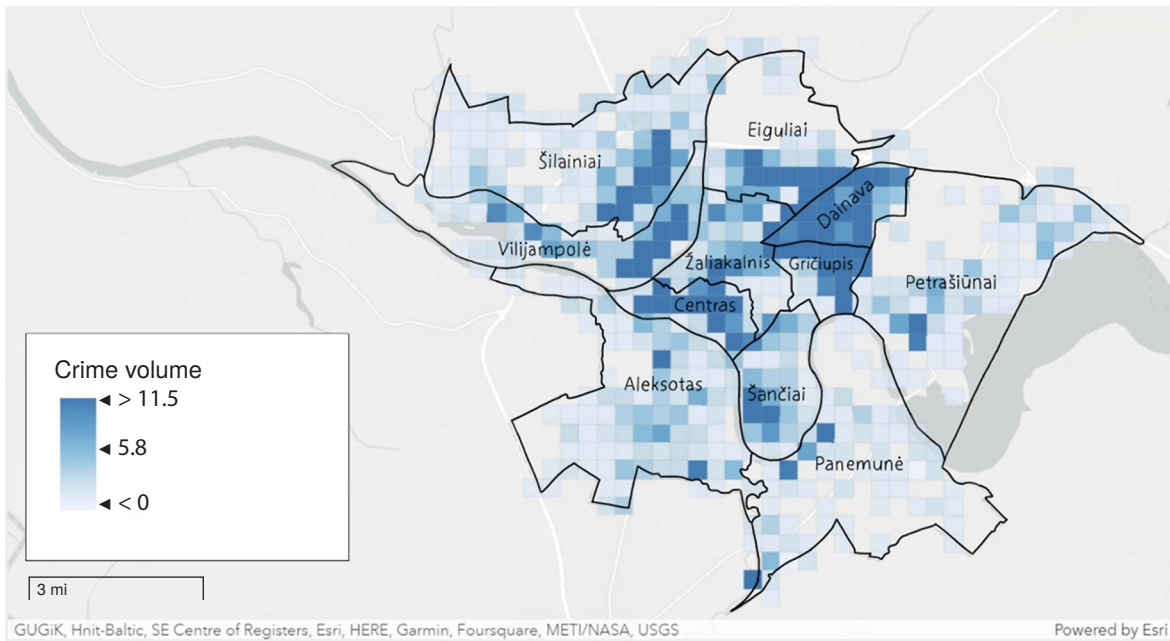 Eiguliai
Šilainiai
Dainava
Vilijampolė
Žaliakalnis
Gričiupis
Petrašiūnai
Centras
Aleksotas
Šančiai
Panemunė
Crime volume
> 11.5
5.8
< 0
3 mi
GUGiK, Hnit-Baltic, SE Centre of Registers, Esri, HERE, Garmin, Foursquare, METI/NASA, USGS
Powered by Esri